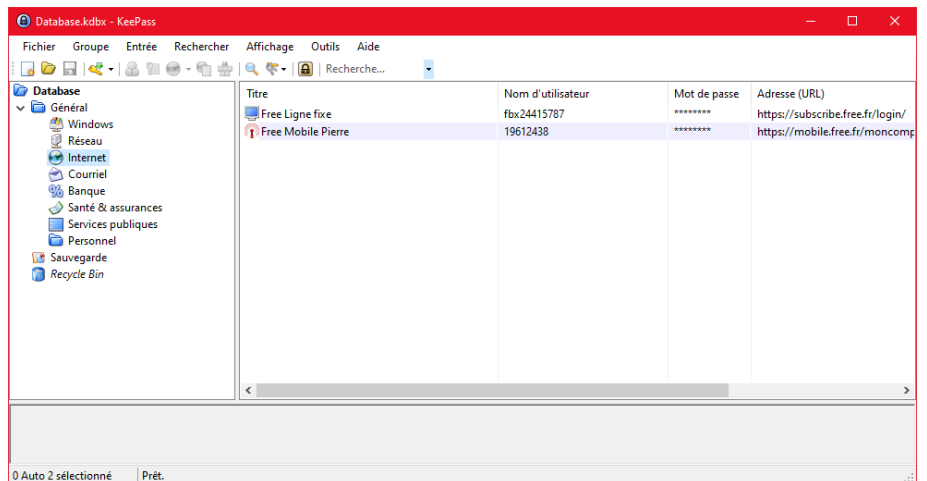 Database.kdbx - KeePass
Fichier Groupe Entrée Rechercher Affichage Outils Aide
Recherche...
Database
Général
Windows
Réseau
Internet
Courriel
Banque
Santé & assurances
Services publiques
Personnel
Sauvegarde
Recycle Bin
Titre Nom d'utilisateur Mot de passe Adresse (URL)
Free Ligne fixe fbx24415787 ******** https://subscribe.free.fr/login/
Free Mobile Pierre 19612438 ******** https://mobile.free.fr/moncomp
0 Auto 2 sélectionné Prêt.